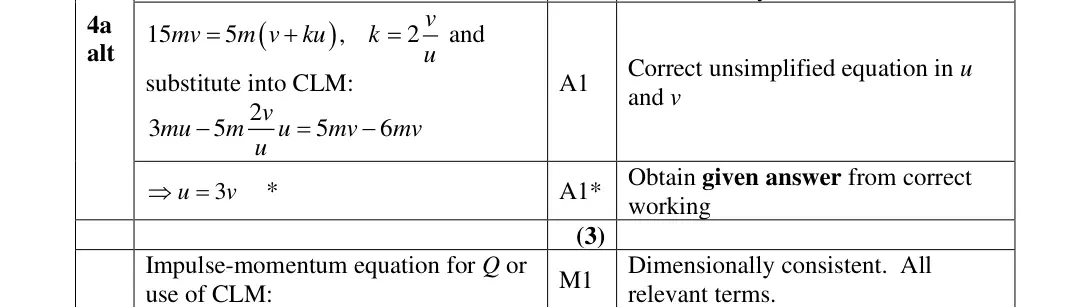 4a
alt
15mv = 5m(v + ku), k = 2 v/u and
substitute into CLM:
3mu − 5m 2v/u u = 5mv − 6mv
A1
Correct unsimplified equation in u
and v
⇒ u = 3v *
A1*
Obtain given answer from correct
working
(3)
Impulse-momentum equation for Q or
use of CLM:
M1
Dimensionally consistent. All
relevant terms.